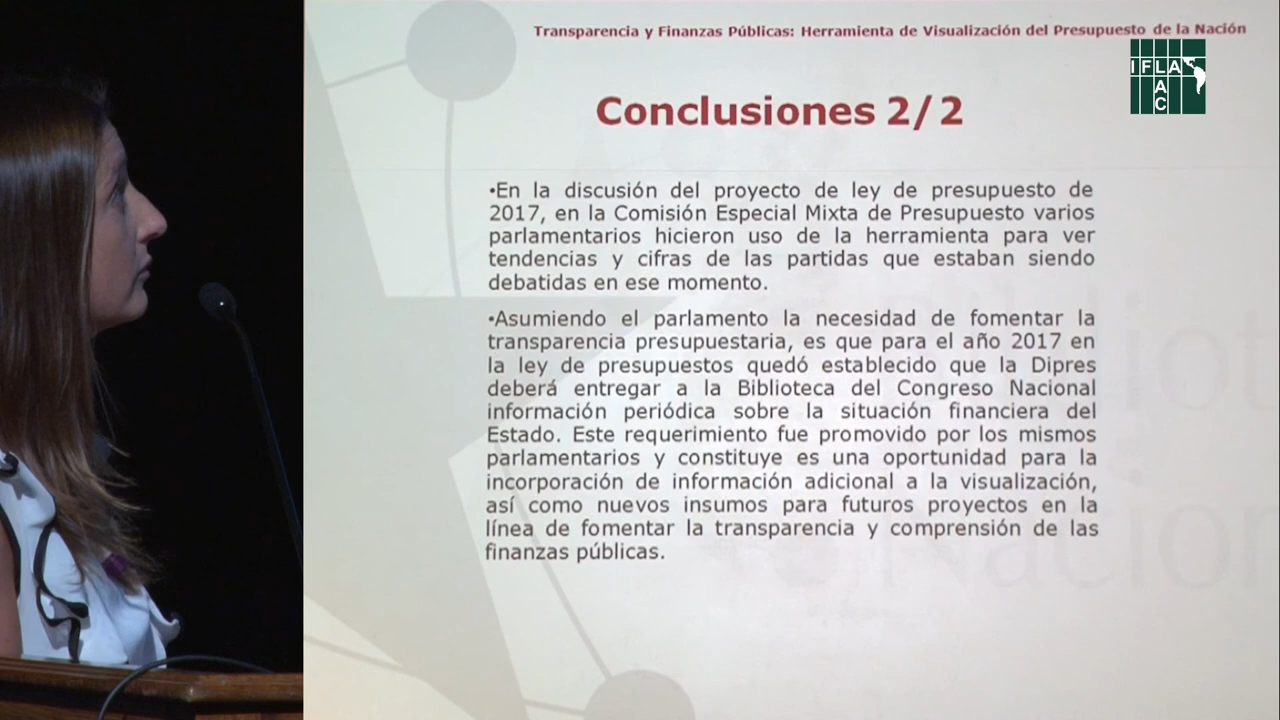 Transparencia y Finanzas Públicas: Herramienta de Visualización del Presupuesto de la Nación
IFLA
LAC
Conclusiones 2/2
•En la discusión del proyecto de ley de presupuesto de
2017, en la Comisión Especial Mixta de Presupuesto varios
parlamentarios hicieron uso de la herramienta para ver
tendencias y cifras de las partidas que estaban siendo
debatidas en ese momento.
•Asumiendo el parlamento la necesidad de fomentar la
transparencia presupuestaria, es que para el año 2017 en
la ley de presupuestos quedó establecido que la Dipres
deberá entregar a la Biblioteca del Congreso Nacional
información periódica sobre la situación financiera del
Estado. Este requerimiento fue promovido por los mismos
parlamentarios y constituye es una oportunidad para la
incorporación de información adicional a la visualización,
así como nuevos insumos para futuros proyectos en la
línea de fomentar la transparencia y comprensión de las
finanzas públicas.